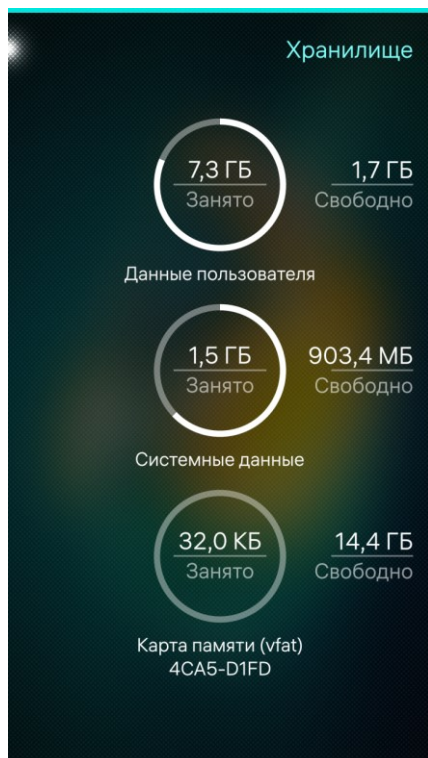 Хранилище
7,3 ГБ
Занято
1,7 ГБ
Свободно
Данные пользователя
1,5 ГБ
Занято
903,4 МБ
Свободно
Системные данные
32,0 КБ
Занято
14,4 ГБ
Свободно
Карта памяти (vfat)
4CA5-D1FD